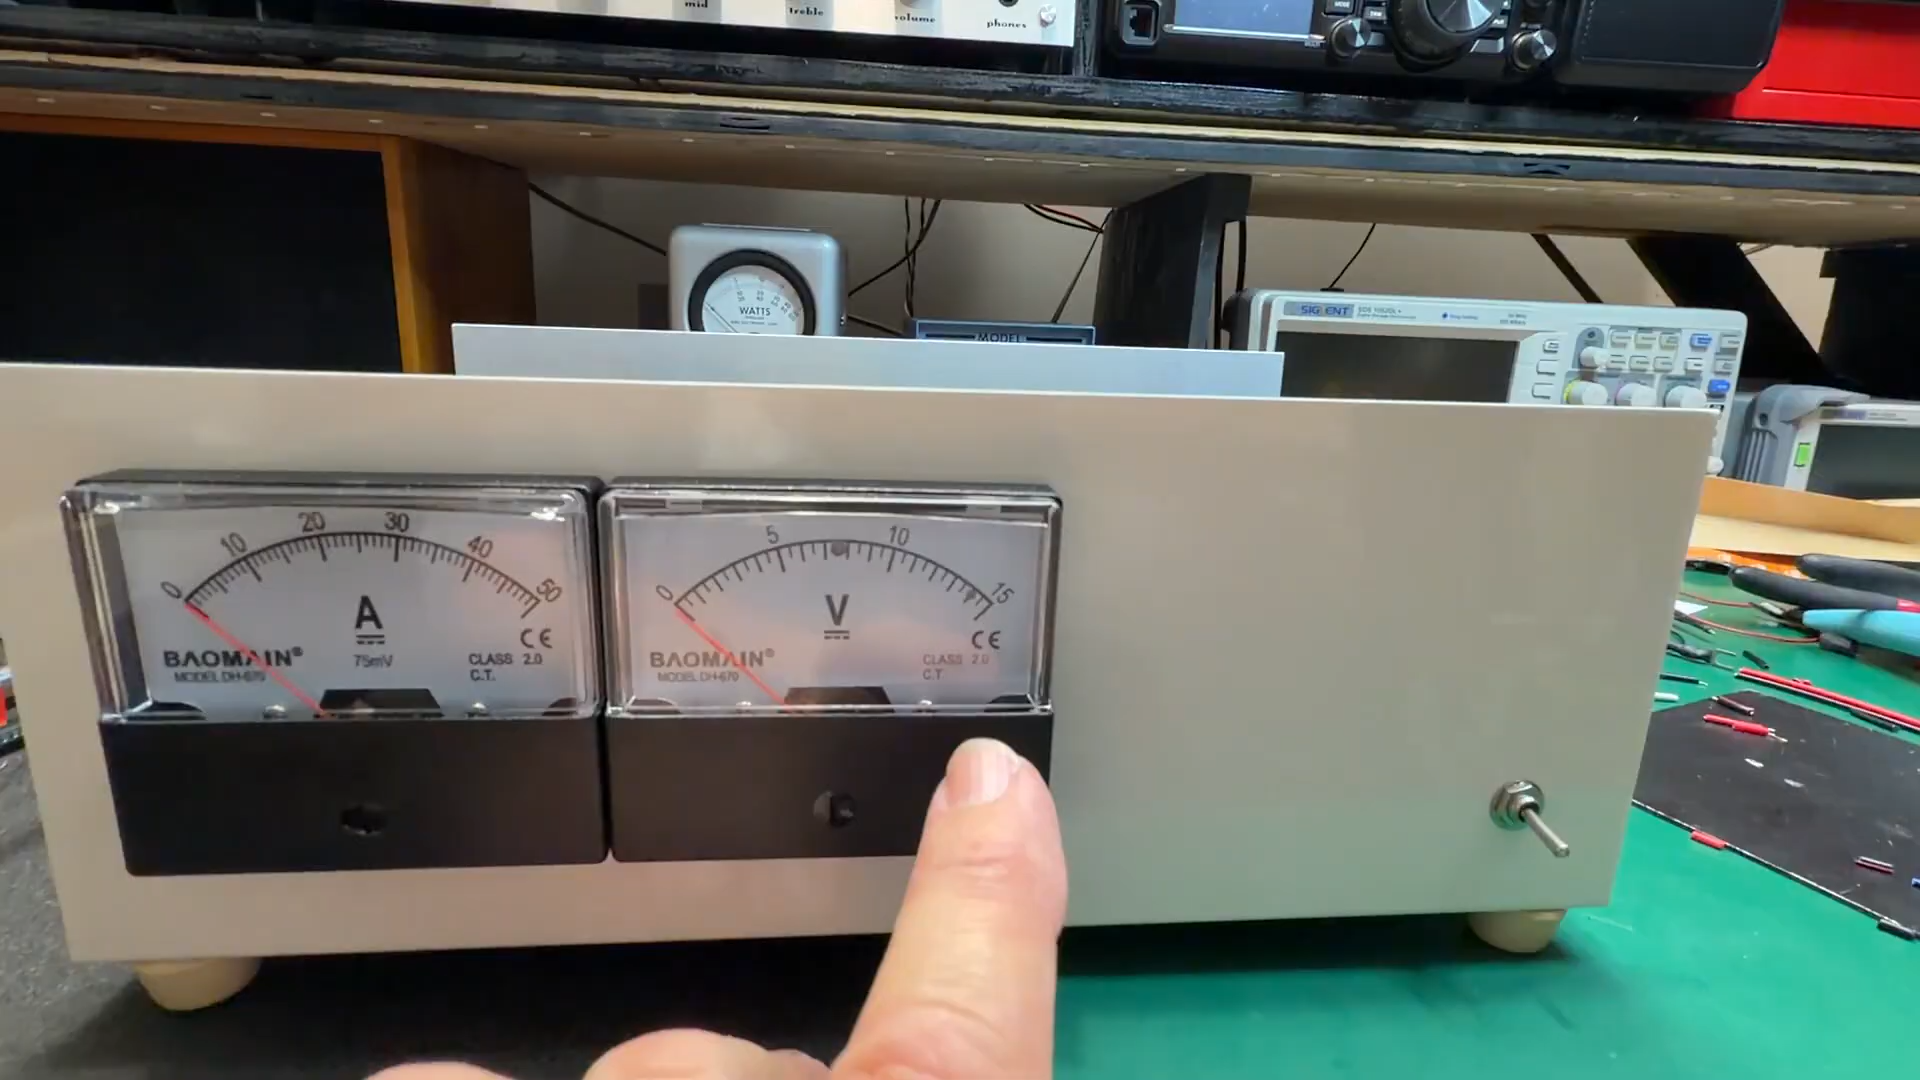 mid
treble
volume
phones
WATTS
MODEL
SIGLENT
0 10 20 30 40 50
A
BAOMAIN®
MODEL DH-670
75mV
CE
CLASS 2.0
C.T.
0 5 10 15
V
BAOMAIN®
MODEL DH-670
CE
CLASS 2.0
C.T